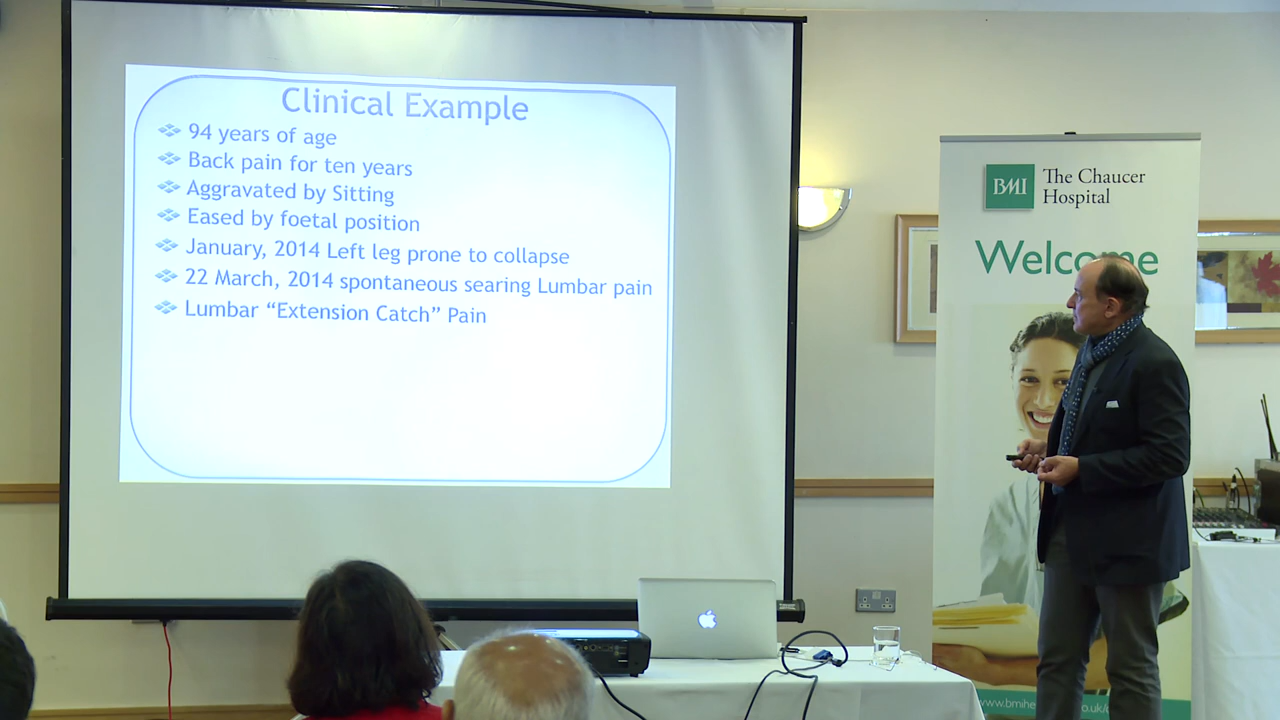 Clinical Example
94 years of age
Back pain for ten years
Aggravated by Sitting
Eased by foetal position
January, 2014 Left leg prone to collapse
22 March, 2014 spontaneous searing Lumbar pain
Lumbar “Extension Catch” Pain
BMI
The Chaucer
Hospital
Welcome
www.bmihe